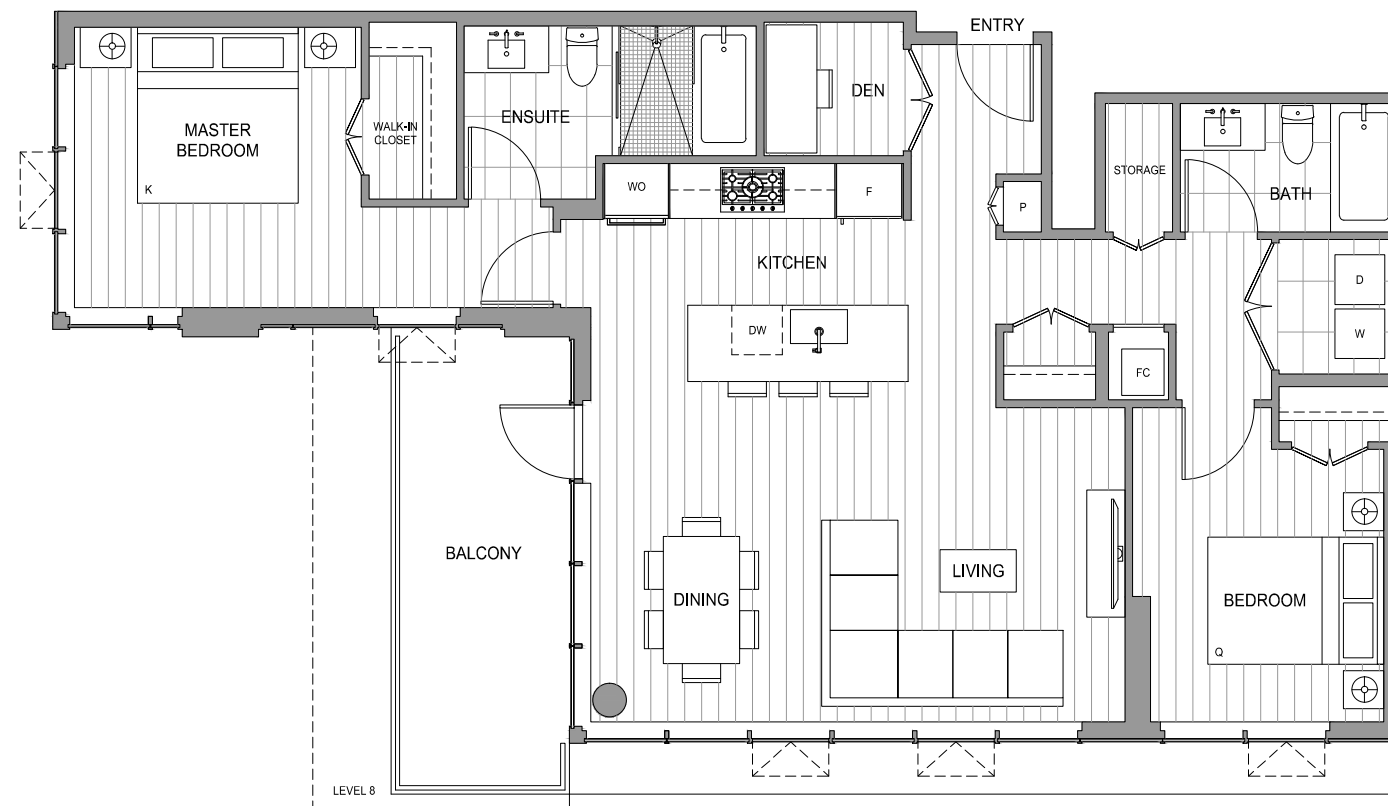 ENTRY
MASTER
BEDROOM
K
WALK-IN
CLOSET
ENSUITE
DEN
WO
F
P
STORAGE
BATH
KITCHEN
DW
D
W
FC
BALCONY
DINING
LIVING
BEDROOM
Q
LEVEL 8